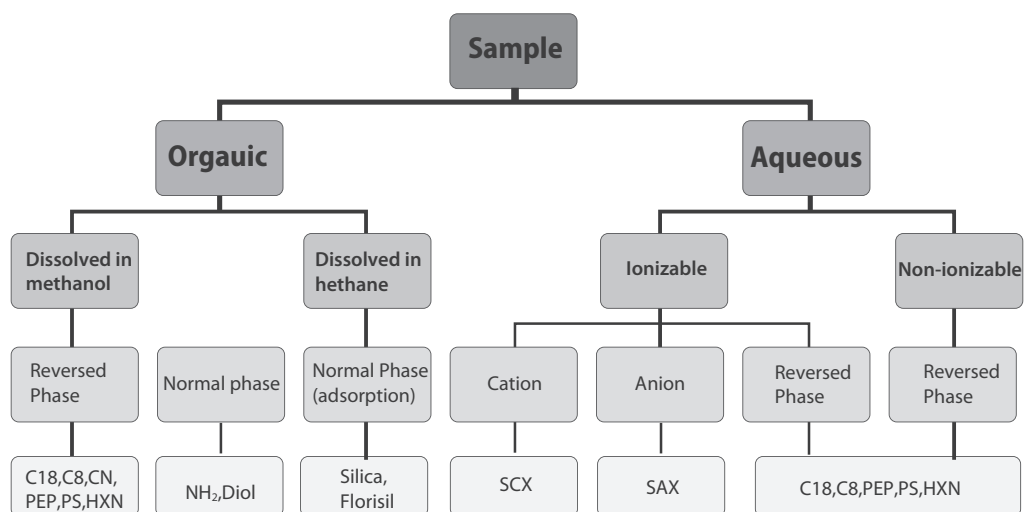 Sample
Orgauic
Aqueous
Dissolved in
methanol
Dissolved in
hethane
Ionizable
Non-ionizable
Reversed
Phase
Normal phase
Normal Phase
(adsorption)
Cation
Anion
Reversed
Phase
Reversed
Phase
C18,C8,CN,
PEP,PS,HXN
NH₂,Diol
Silica,
Florisil
SCX
SAX
C18,C8,PEP,PS,HXN